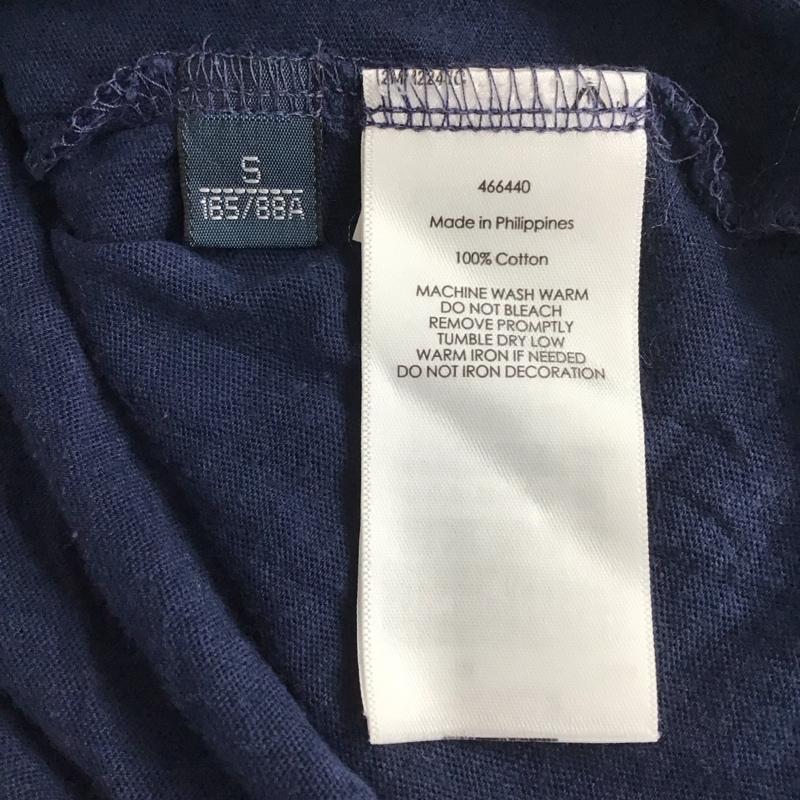 S
165/88A
466440
Made in Philippines
100% Cotton
MACHINE WASH WARM
DO NOT BLEACH
REMOVE PROMPTLY
TUMBLE DRY LOW
WARM IRON IF NEEDED
DO NOT IRON DECORATION